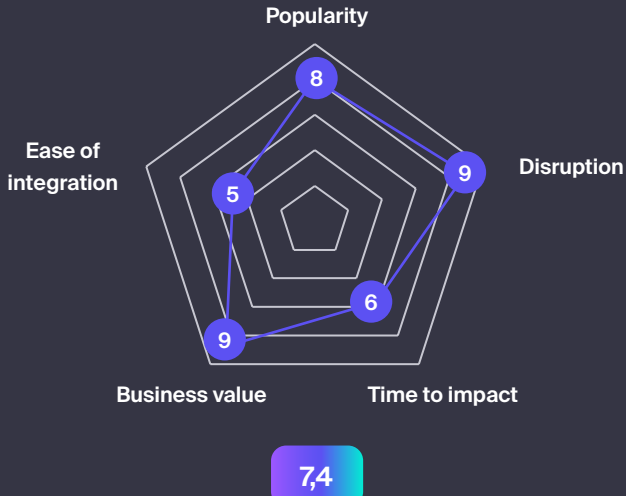 Popularity
8
Ease of
integration
Disruption
9
5
6
9
Business value
Time to impact
7,4